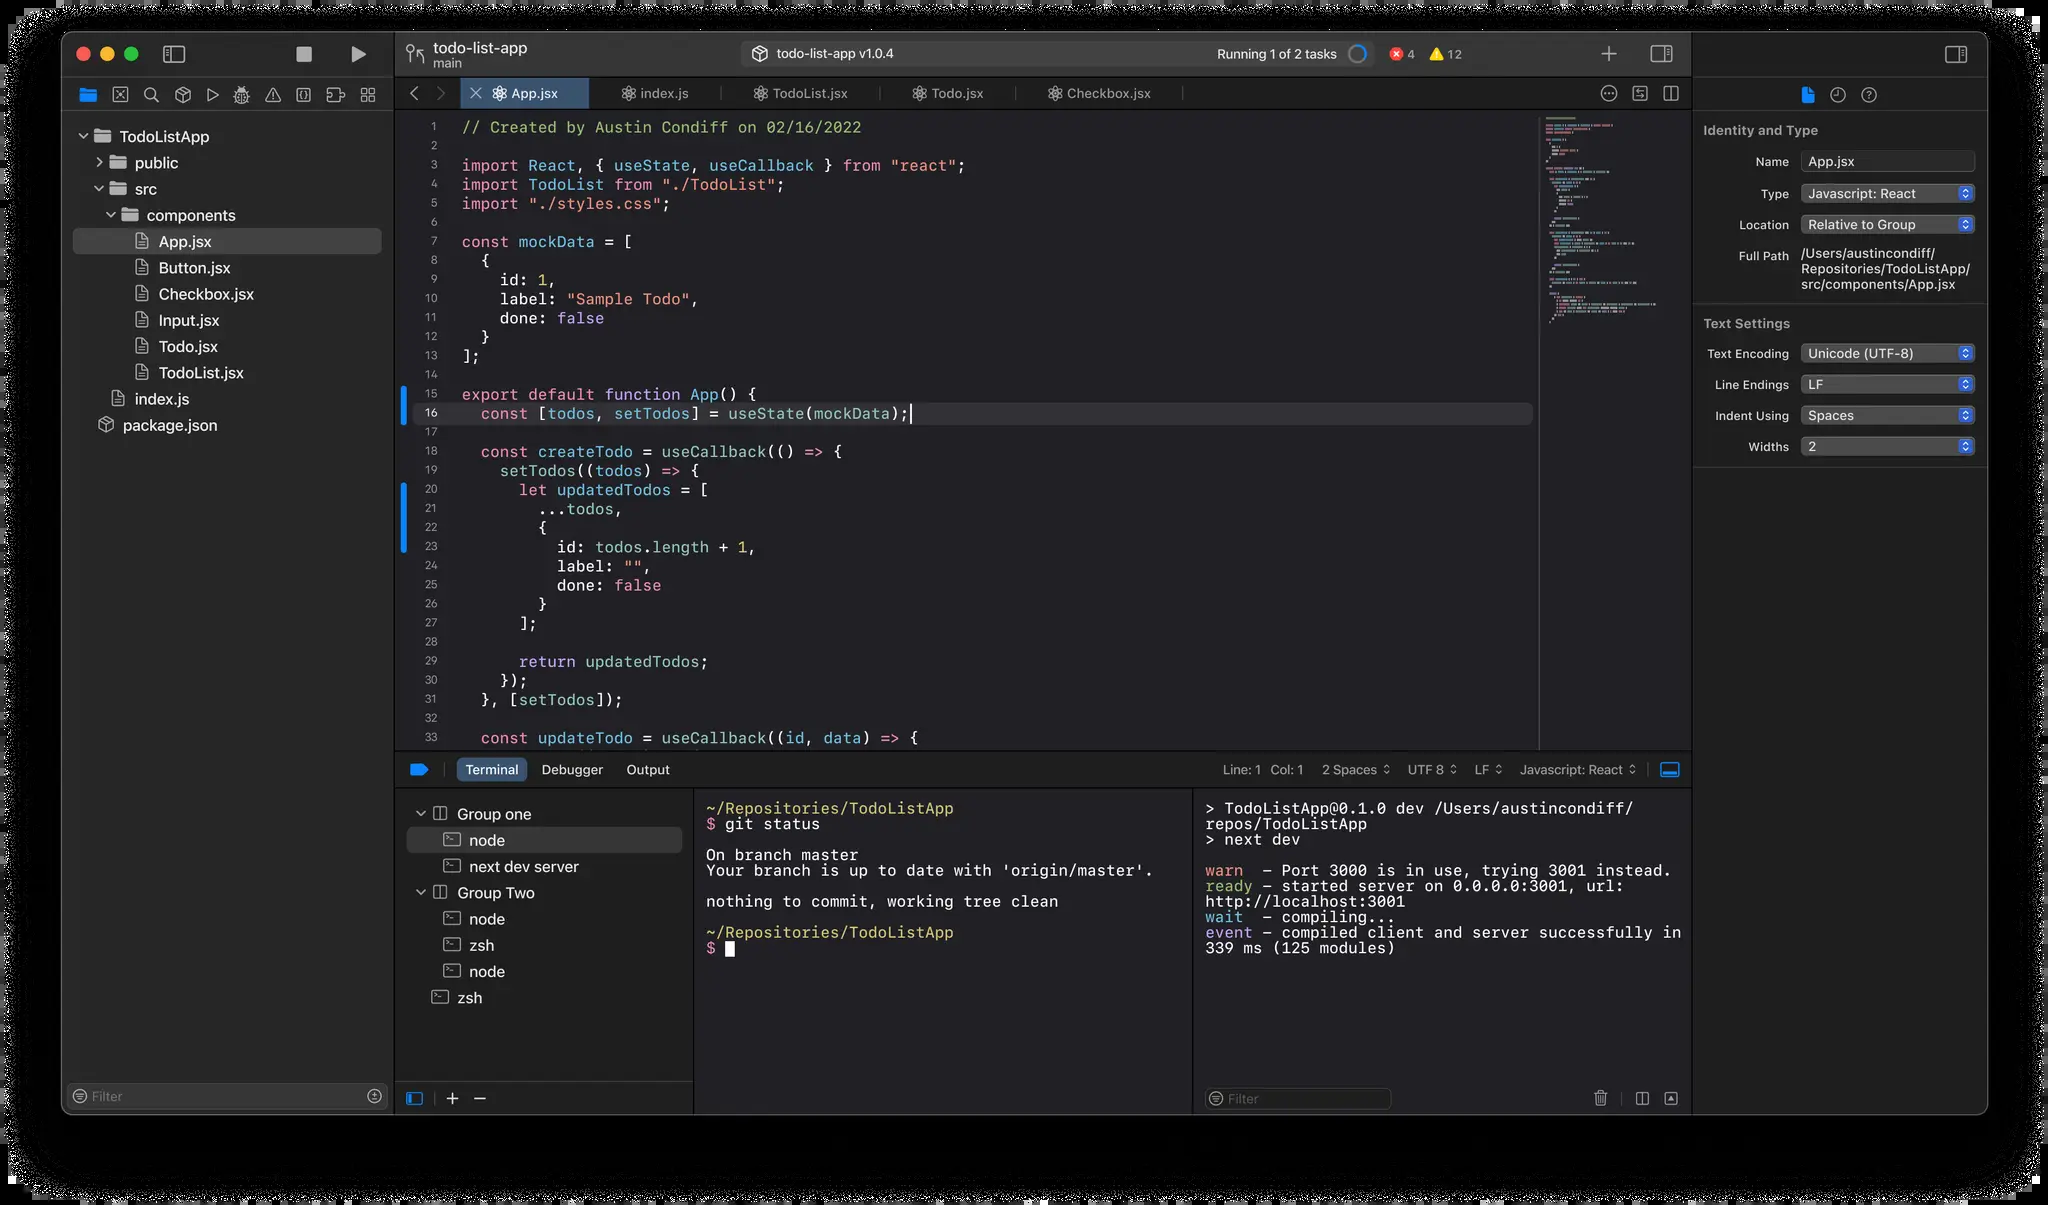 todo-list-app
main
todo-list-app v1.0.4
Running 1 of 2 tasks
4
12
App.jsx
index.js
TodoList.jsx
Todo.jsx
Checkbox.jsx
TodoListApp
public
src
components
App.jsx
Button.jsx
Checkbox.jsx
Input.jsx
Todo.jsx
TodoList.jsx
index.js
package.json
Filter
1 // Created by Austin Condiff on 02/16/2022
2
3 import React, { useState, useCallback } from "react";
4 import TodoList from "./TodoList";
5 import "./styles.css";
6
7 const mockData = [
8 {
9 id: 1,
10 label: "Sample Todo",
11 done: false
12 }
13 ];
14
15 export default function App() {
16 const [todos, setTodos] = useState(mockData);
17
18 const createTodo = useCallback(() => {
19 setTodos((todos) => {
20 let updatedTodos = [
21 ...todos,
22 {
23 id: todos.length + 1,
24 label: "",
25 done: false
26 }
27 ];
28
29 return updatedTodos;
30 });
31 }, [setTodos]);
32
33 const updateTodo = useCallback((id, data) => {
Identity and Type
Name App.jsx
Type Javascript: React
Location Relative to Group
Full Path /Users/austincondiff/
Repositories/TodoListApp/
src/components/App.jsx
Text Settings
Text Encoding Unicode (UTF-8)
Line Endings LF
Indent Using Spaces
Widths 2
Terminal
Debugger
Output
Line: 1 Col: 1
2 Spaces
UTF 8
LF
Javascript: React
Group one
node
next dev server
Group Two
node
zsh
node
zsh
~/Repositories/TodoListApp
$ git status
On branch master
Your branch is up to date with 'origin/master'.
nothing to commit, working tree clean
~/Repositories/TodoListApp
$
> TodoListApp@0.1.0 dev /Users/austincondiff/
repos/TodoListApp
> next dev
warn – Port 3000 is in use, trying 3001 instead.
ready – started server on 0.0.0.0:3001, url:
http://localhost:3001
wait – compiling...
event – compiled client and server successfully in
339 ms (125 modules)
Filter